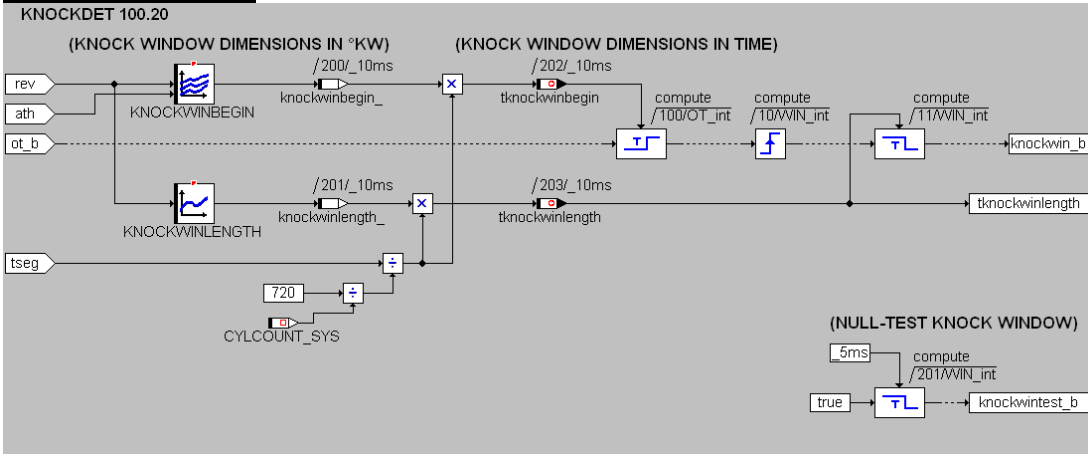 KNOCKDET 100.20
(KNOCK WINDOW DIMENSIONS IN °KW)
(KNOCK WINDOW DIMENSIONS IN TIME)
rev
/200/_10ms
/202/_10ms
knockwinbegin_
tknockwinbegin
ath
KNOCKWINBEGIN
compute
/100/OT_int
compute
/10/WIN_int
compute
/11/WIN_int
ot_b
T
T
knockwin_b
/201/_10ms
/203/_10ms
knockwinlength_
tknockwinlength
tknockwinlength
KNOCKWINLENGTH
tseg
720
CYLCOUNT_SYS
(NULL-TEST KNOCK WINDOW)
_5ms
compute
/201/WIN_int
true
T
knockwintest_b